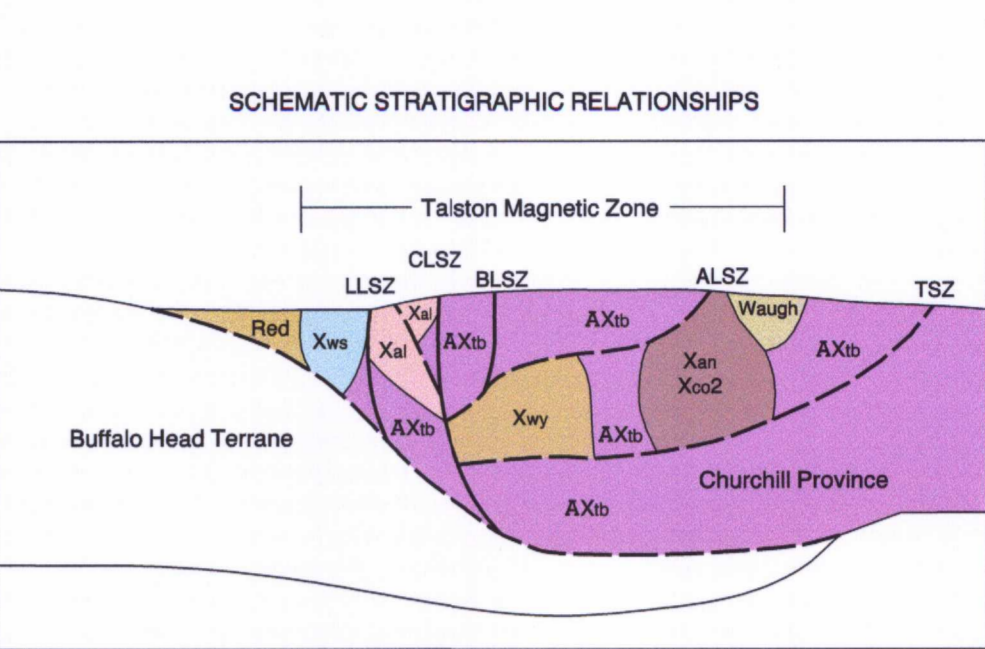 SCHEMATIC STRATIGRAPHIC RELATIONSHIPS
Talston Magnetic Zone
CLSZ
LLSZ
BLSZ
ALSZ
TSZ
Red
Xws
Xal
Xal
AXtb
AXtb
Waugh
AXtb
Xan
Xco2
AXtb
Xwy
AXtb
Buffalo Head Terrane
Churchill Province
AXtb